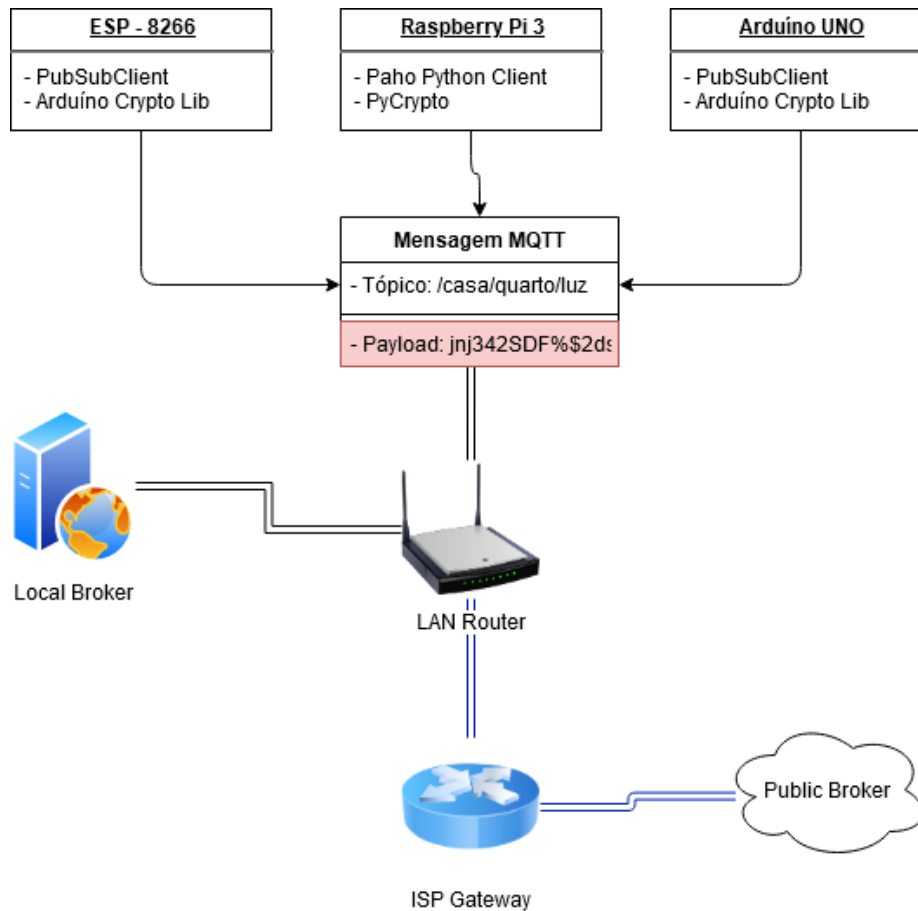 ESP - 8266
- PubSubClient
- Arduíno Crypto Lib
Raspberry Pi 3
- Paho Python Client
- PyCrypto
Arduíno UNO
- PubSubClient
- Arduíno Crypto Lib
Mensagem MQTT
- Tópico: /casa/quarto/luz
- Payload: jnj342SDF%$2ds
Local Broker
LAN Router
Public Broker
ISP Gateway